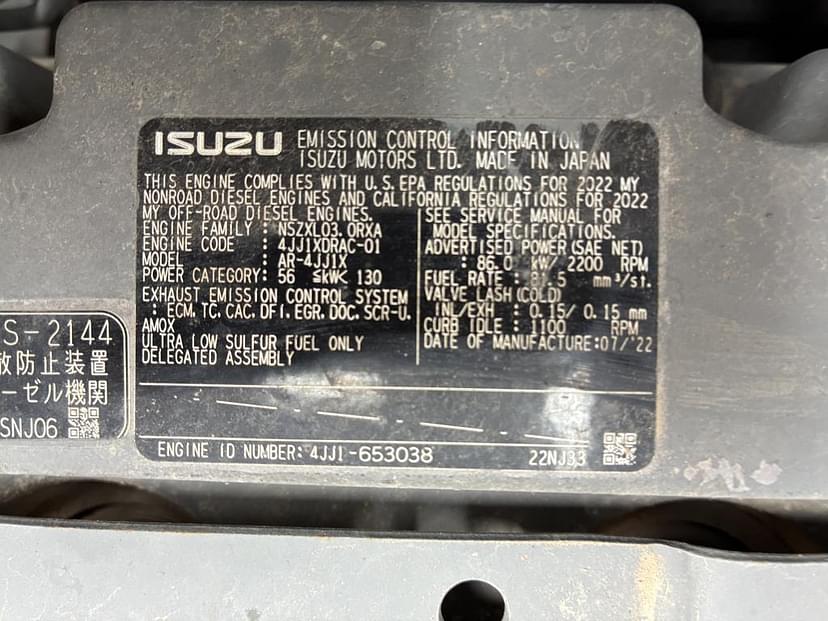 ISUZU EMISSION CONTROL INFORMATION
ISUZU MOTORS LTD. MADE IN JAPAN
THIS ENGINE COMPLIES WITH U.S. EPA REGULATIONS FOR 2022 MY
NONROAD DIESEL ENGINES AND CALIFORNIA REGULATIONS FOR 2022
MY OFF-ROAD DIESEL ENGINES.
ENGINE FAMILY : NSZXL03.0RXA
ENGINE CODE : 4JJ1XDRAC-01
MODEL : AR-4JJ1X
POWER CATEGORY: 56 ≦kW< 130
EXHAUST EMISSION CONTROL SYSTEM
: ECM, TC, CAC, DFI, EGR, DOC, SCR-U,
AMOX
ULTRA LOW SULFUR FUEL ONLY
DELEGATED ASSEMBLY
SEE SERVICE MANUAL FOR
MODEL SPECIFICATIONS.
ADVERTISED POWER (SAE NET)
: 86.0 kW/ 2200 RPM
FUEL RATE : .5 mm³/st.
VALVE LASH(COLD)
INL/EXH : 0.15/ 0.15 mm
CURB IDLE : 1100 RPM
DATE OF MANUFACTURE:07/'22
ENGINE ID NUMBER: 4JJ1-653038
22NJ33
S-2144
散防止装置
ーゼル機関
SNJ06